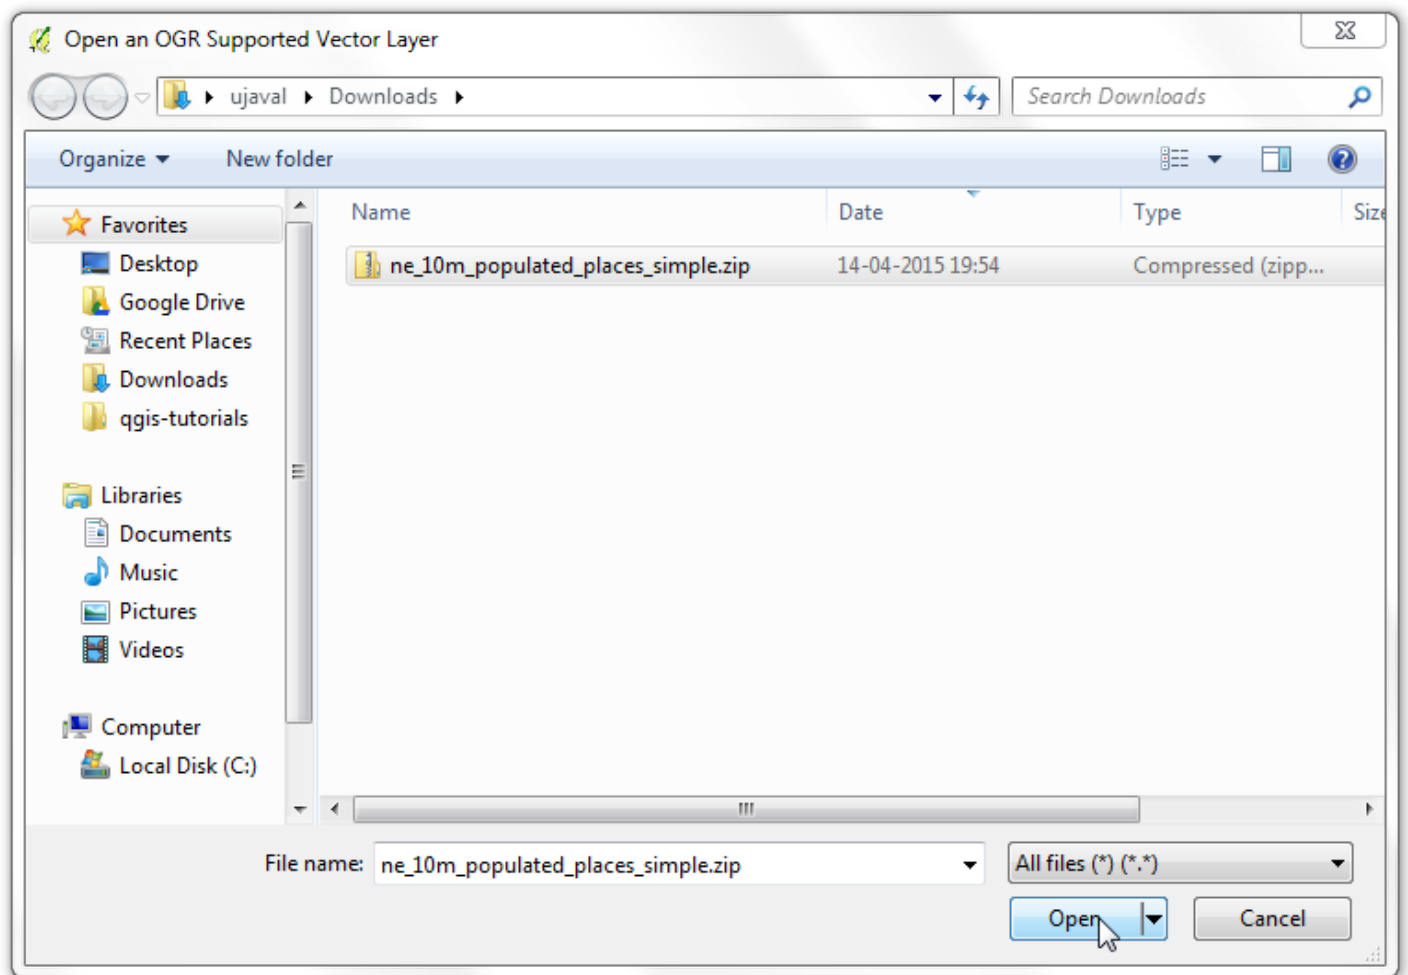 Open an OGR Supported Vector Layer
ujaval Downloads
Search Downloads
Organize New folder
Name Date Type Size
ne_10m_populated_places_simple.zip 14-04-2015 19:54 Compressed (zipp...
Favorites
Desktop
Google Drive
Recent Places
Downloads
qgis-tutorials
Libraries
Documents
Music
Pictures
Videos
Computer
Local Disk (C:)
File name: ne_10m_populated_places_simple.zip All files (*) (*.*)
Open Cancel